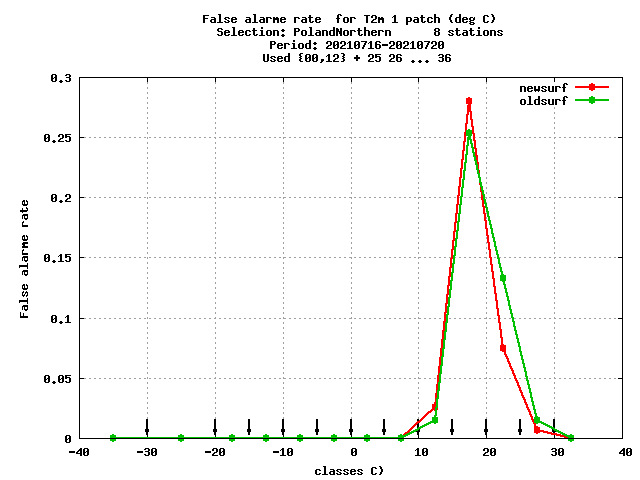 False alarme rate  for T2m 1 patch (deg C)
Selection: PolandNorthern      8 stations
Period: 20210716-20210720
Used {00,12} + 25 26 ... 36
newsurf
oldsurf
0.3
0.25
0.2
0.15
0.1
0.05
0
False alarme rate
-40 -30 -20 -10 0 10 20 30 40
classes C)